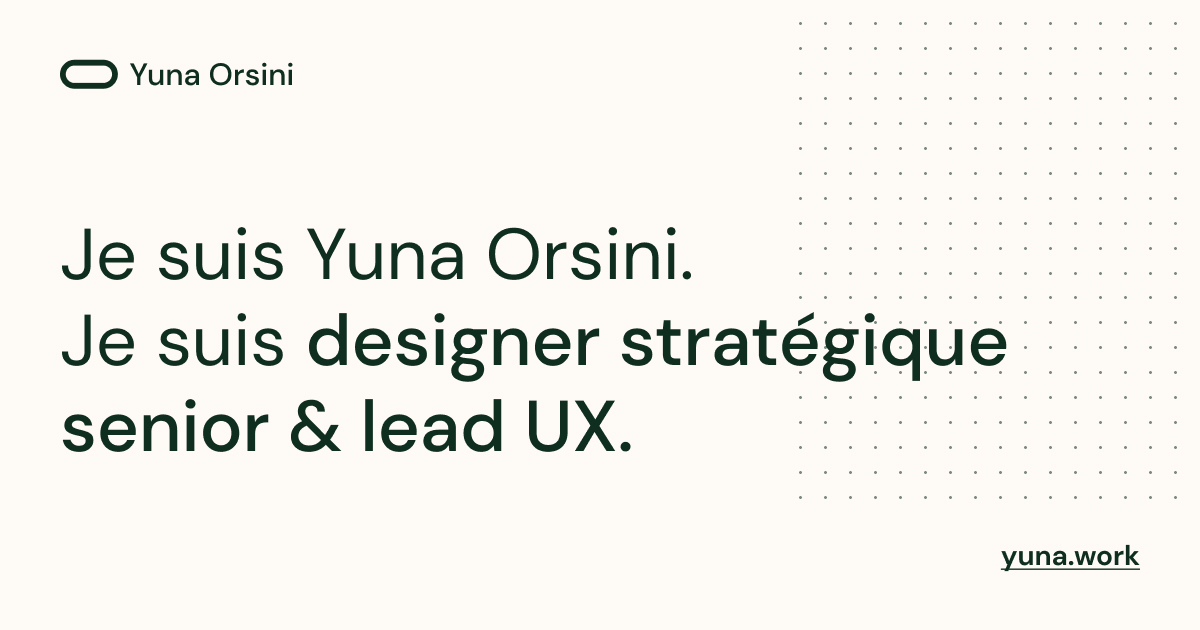 Yuna Orsini
Je suis Yuna Orsini.
Je suis designer stratégique
senior & lead UX.
yuna.work